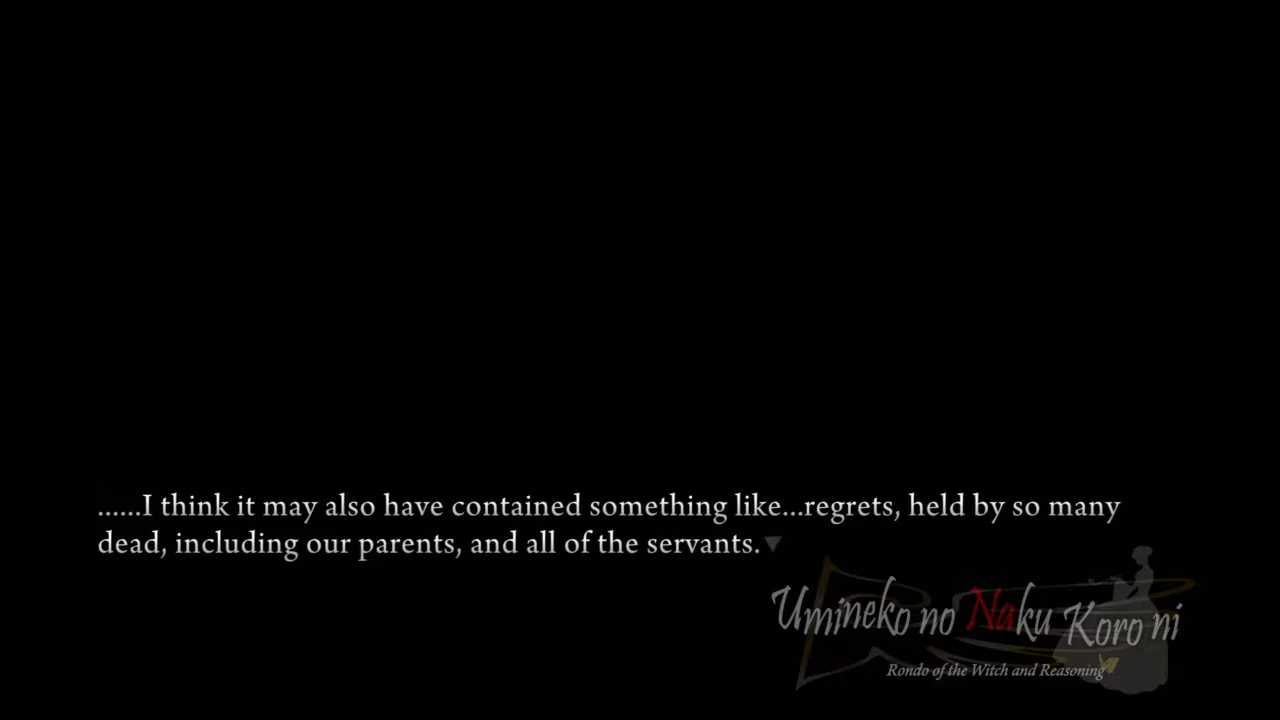 ......I think it may also have contained something like...regrets, held by so many
dead, including our parents, and all of the servants.
Umineko no Naku Koro ni
Rondo of the Witch and Reasoning